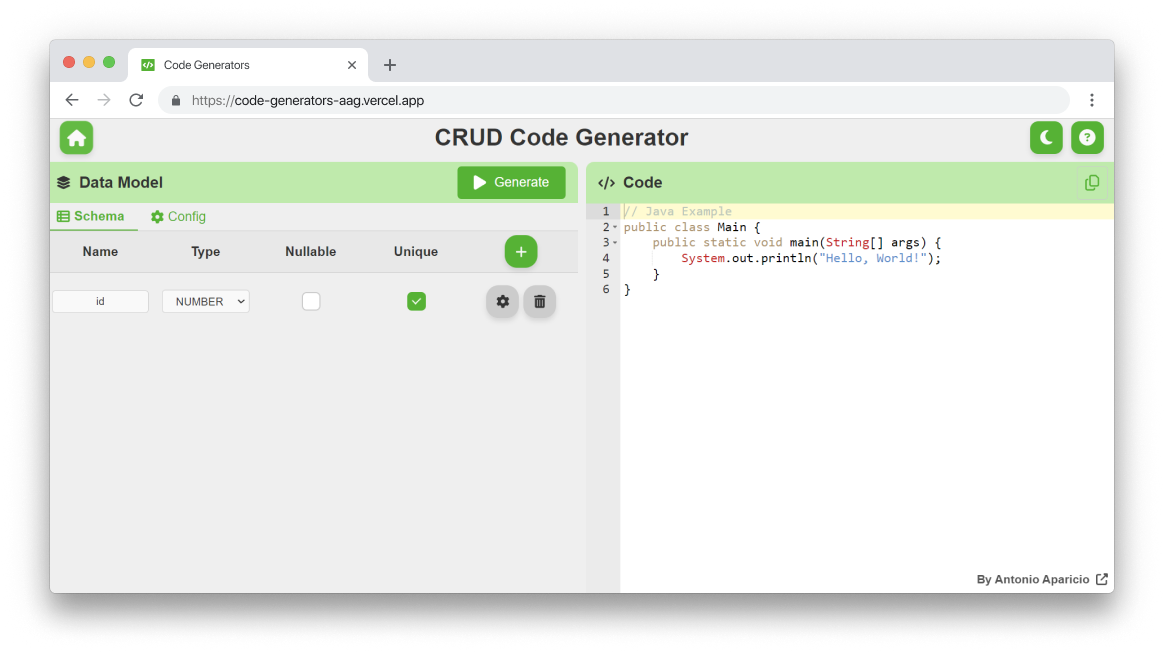 Code Generators
https://code-generators-aag.vercel.app
CRUD Code Generator
Data Model
Generate
Schema
Config
Name Type Nullable Unique
id NUMBER
</> Code
1 // Java Example
2 public class Main {
3 public static void main(String[] args) {
4 System.out.println("Hello, World!");
5 }
6 }
By Antonio Aparicio